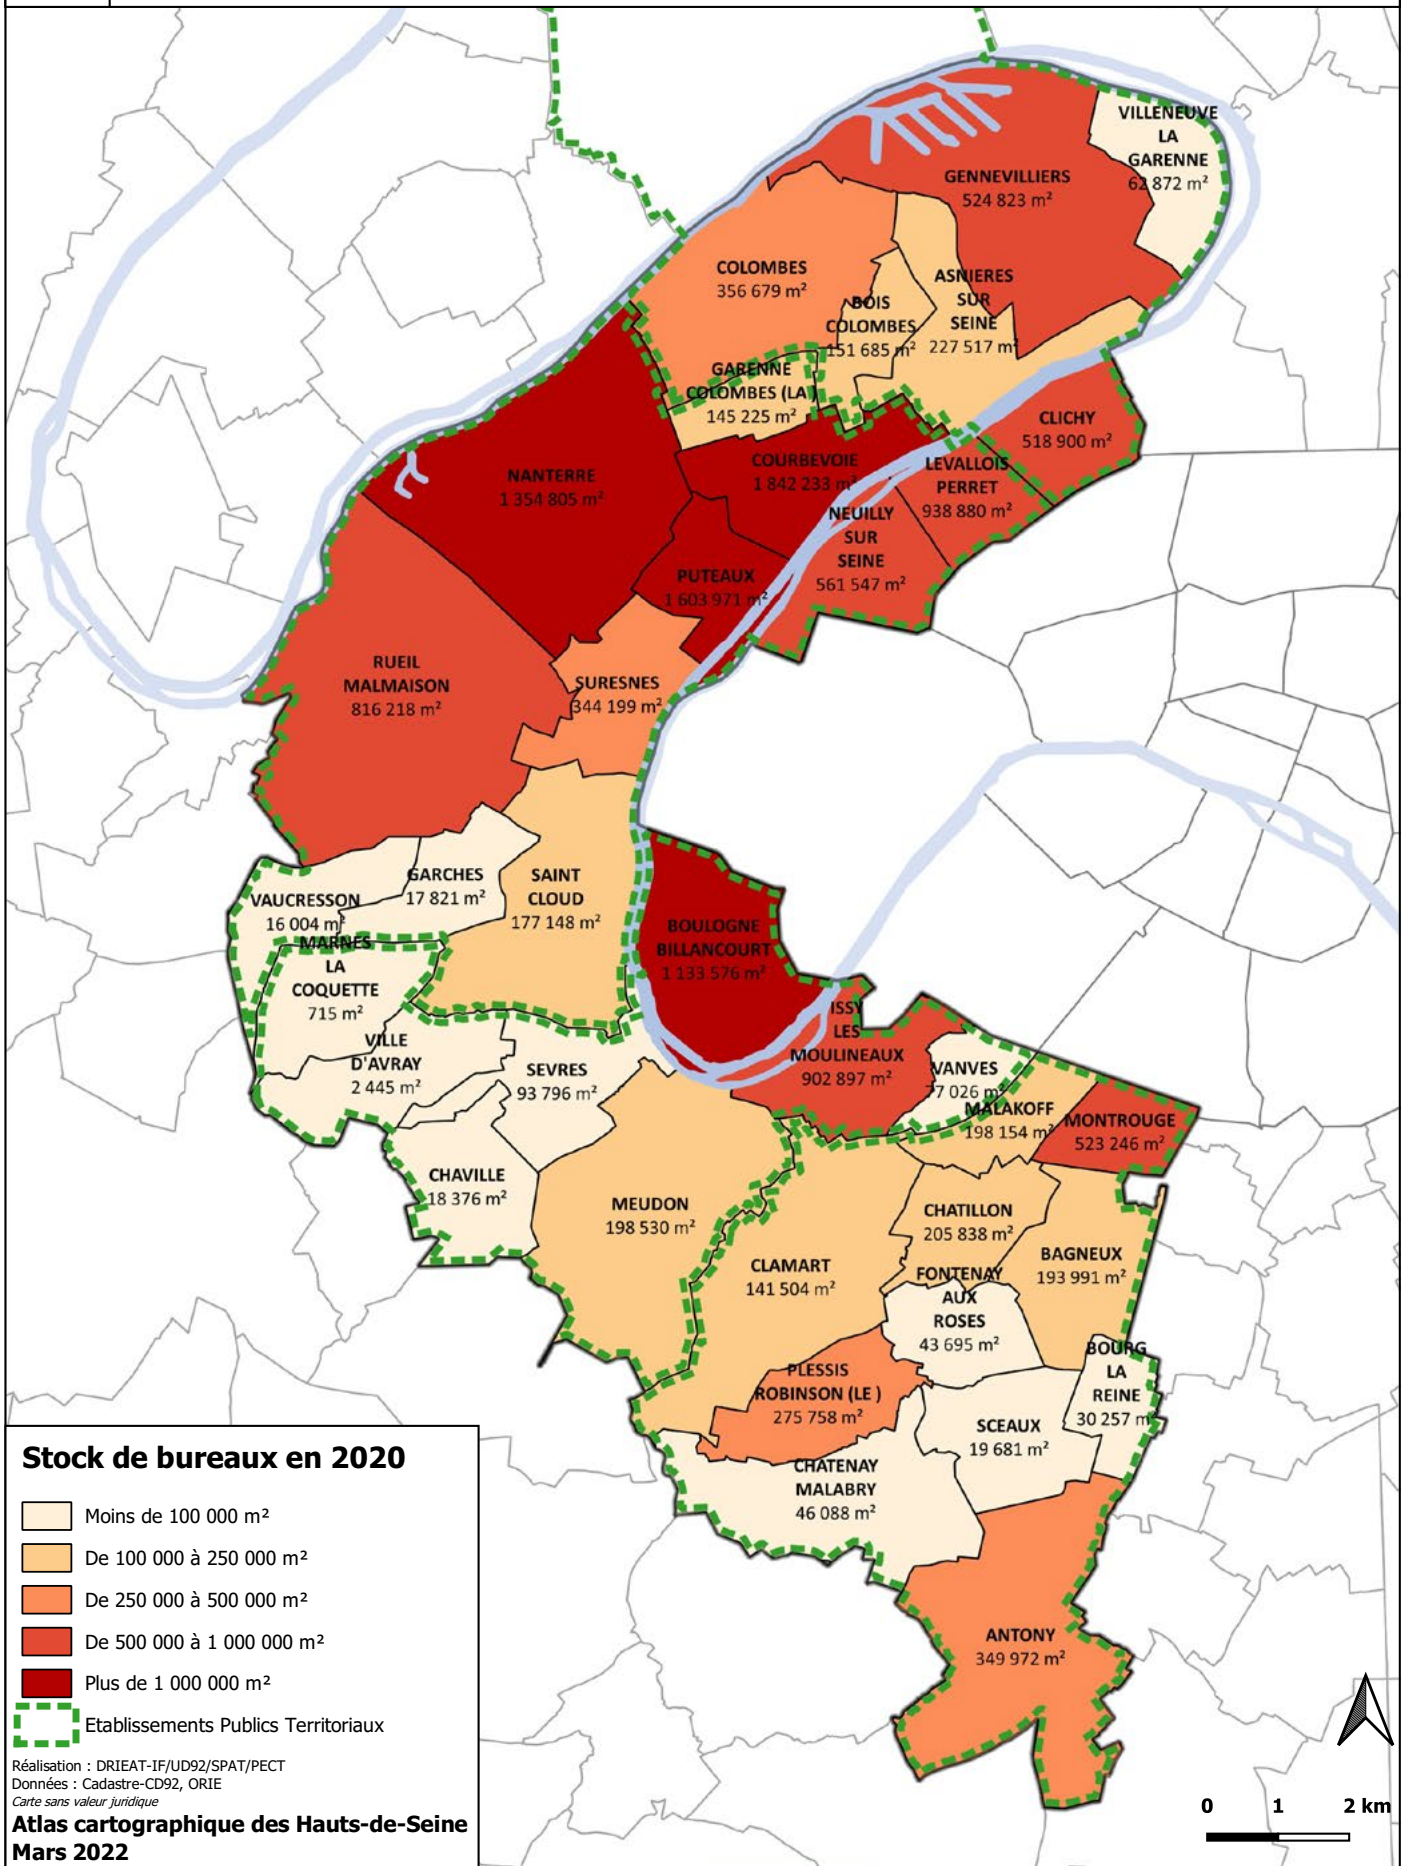 VILLENEUVE
LA
GARENNE
62 872 m²
GENNEVILLIERS
524 823 m²
COLOMBES
356 679 m²
ASNIERES
SUR
SEINE
227 517 m²
BOIS
COLOMBES
151 685 m²
GARENNE
COLOMBES (LA)
145 225 m²
CLICHY
518 900 m²
COURBEVOIE
1 842 233 m²
LEVALLOIS
PERRET
938 880 m²
NANTERRE
1 354 805 m²
NEUILLY
SUR
SEINE
561 547 m²
PUTEAUX
1 603 971 m²
RUEIL
MALMAISON
816 218 m²
SURESNES
344 199 m²
GARCHES
17 821 m²
SAINT
CLOUD
177 148 m²
VAUCRESSON
16 004 m²
MARNES
LA
COQUETTE
715 m²
BOULOGNE
BILLANCOURT
1 133 576 m²
ISSY
LES
MOULINEAUX
902 897 m²
VILLE
D'AVRAY
2 445 m²
SEVRES
93 796 m²
VANVES
77 026 m²
MALAKOFF
198 154 m²
MONTROUGE
523 246 m²
CHAVILLE
18 376 m²
MEUDON
198 530 m²
CHATILLON
205 838 m²
BAGNEUX
193 991 m²
CLAMART
141 504 m²
FONTENAY
AUX
ROSES
43 695 m²
BOURG
LA
REINE
30 257 m
PLESSIS
ROBINSON (LE )
275 758 m²
SCEAUX
19 681 m²
CHATENAY
MALABRY
46 088 m²
ANTONY
349 972 m²
Stock de bureaux en 2020
Moins de 100 000 m²
De 100 000 à 250 000 m²
De 250 000 à 500 000 m²
De 500 000 à 1 000 000 m²
Plus de 1 000 000 m²
Etablissements Publics Territoriaux
Réalisation : DRIEAT-IF/UD92/SPAT/PECT
Données : Cadastre-CD92, ORIE
Carte sans valeur juridique
Atlas cartographique des Hauts-de-Seine
Mars 2022
0 1 2 km